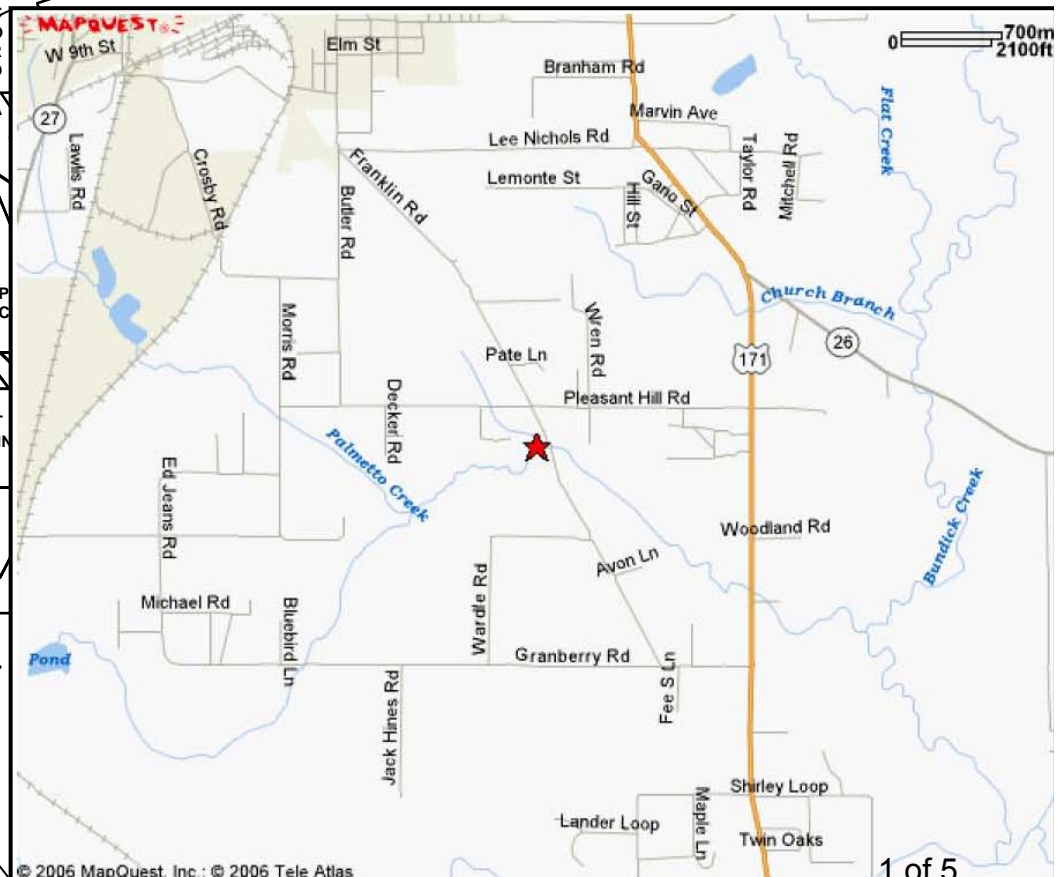 MAPQUEST®
W 9th St
Elm St
0 700m
2100ft
Branham Rd
27
Marvin Ave
Flat Creek
Lawlis Rd
Crosby Rd
Franklin Rd
Lee Nichols Rd
Taylor Rd
Mitchell Rd
Lemonte St
Hill St
Gano St
Butler Rd
Church Branch
Morris Rd
Wren Rd
26
171
Pate Ln
Decker Rd
Pleasant Hill Rd
Palmetto Creek
Ed Jeans Rd
Woodland Rd
Bundick Creek
Avon Ln
Wardle Rd
Michael Rd
Bluebird Ln
Pond
Granberry Rd
Fee S Ln
Jack Hines Rd
Shirley Loop
Maple Ln
Lander Loop
Twin Oaks
© 2006 MapQuest, Inc.; © 2006 Tele Atlas
1 of 5